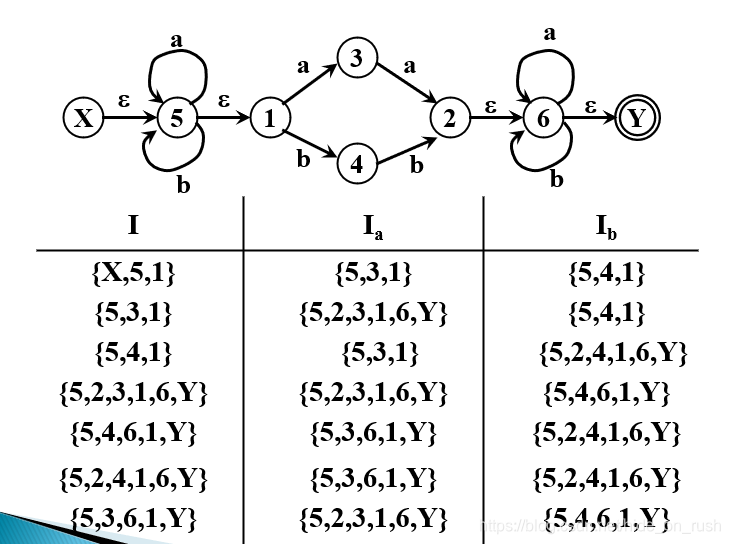 a a
a 3 a
X ε 5 ε 1 2 ε 6 ε Y
b 4 b
b b
I Iₐ I_b
{X,5,1} {5,3,1} {5,4,1}
{5,3,1} {5,2,3,1,6,Y} {5,4,1}
{5,4,1} {5,3,1} {5,2,4,1,6,Y}
{5,2,3,1,6,Y} {5,2,3,1,6,Y} {5,4,6,1,Y}
{5,4,6,1,Y} {5,3,6,1,Y} {5,2,4,1,6,Y}
{5,2,4,1,6,Y} {5,3,6,1,Y} {5,2,4,1,6,Y}
{5,3,6,1,Y} {5,2,3,1,6,Y} {5,4,6,1,Y}